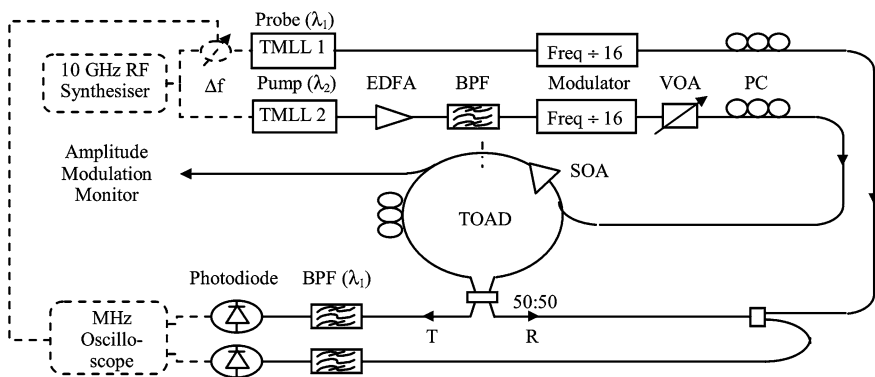 Probe (λ1)
TMLL 1
Freq ÷ 16
10 GHz RF
Synthesiser
Δf
Pump (λ2)
EDFA
BPF
Modulator
VOA
PC
TMLL 2
Freq ÷ 16
Amplitude
Modulation
Monitor
SOA
TOAD
Photodiode
BPF (λ1)
50:50
MHz
Oscillo-
scope
T
R